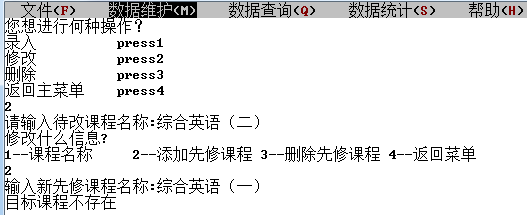 文件(F) 数据维护(M) 数据查询(Q) 数据统计(S) 帮助(H)
您想进行何种操作？
录入 press1
修改 press2
删除 press3
返回主菜单 press4
2
请输入待改课程名称:综合英语（二）
修改什么信息?
1--课程名称 2--添加先修课程 3--删除先修课程 4--返回菜单
2
输入新先修课程名称:综合英语（一）
目标课程不存在